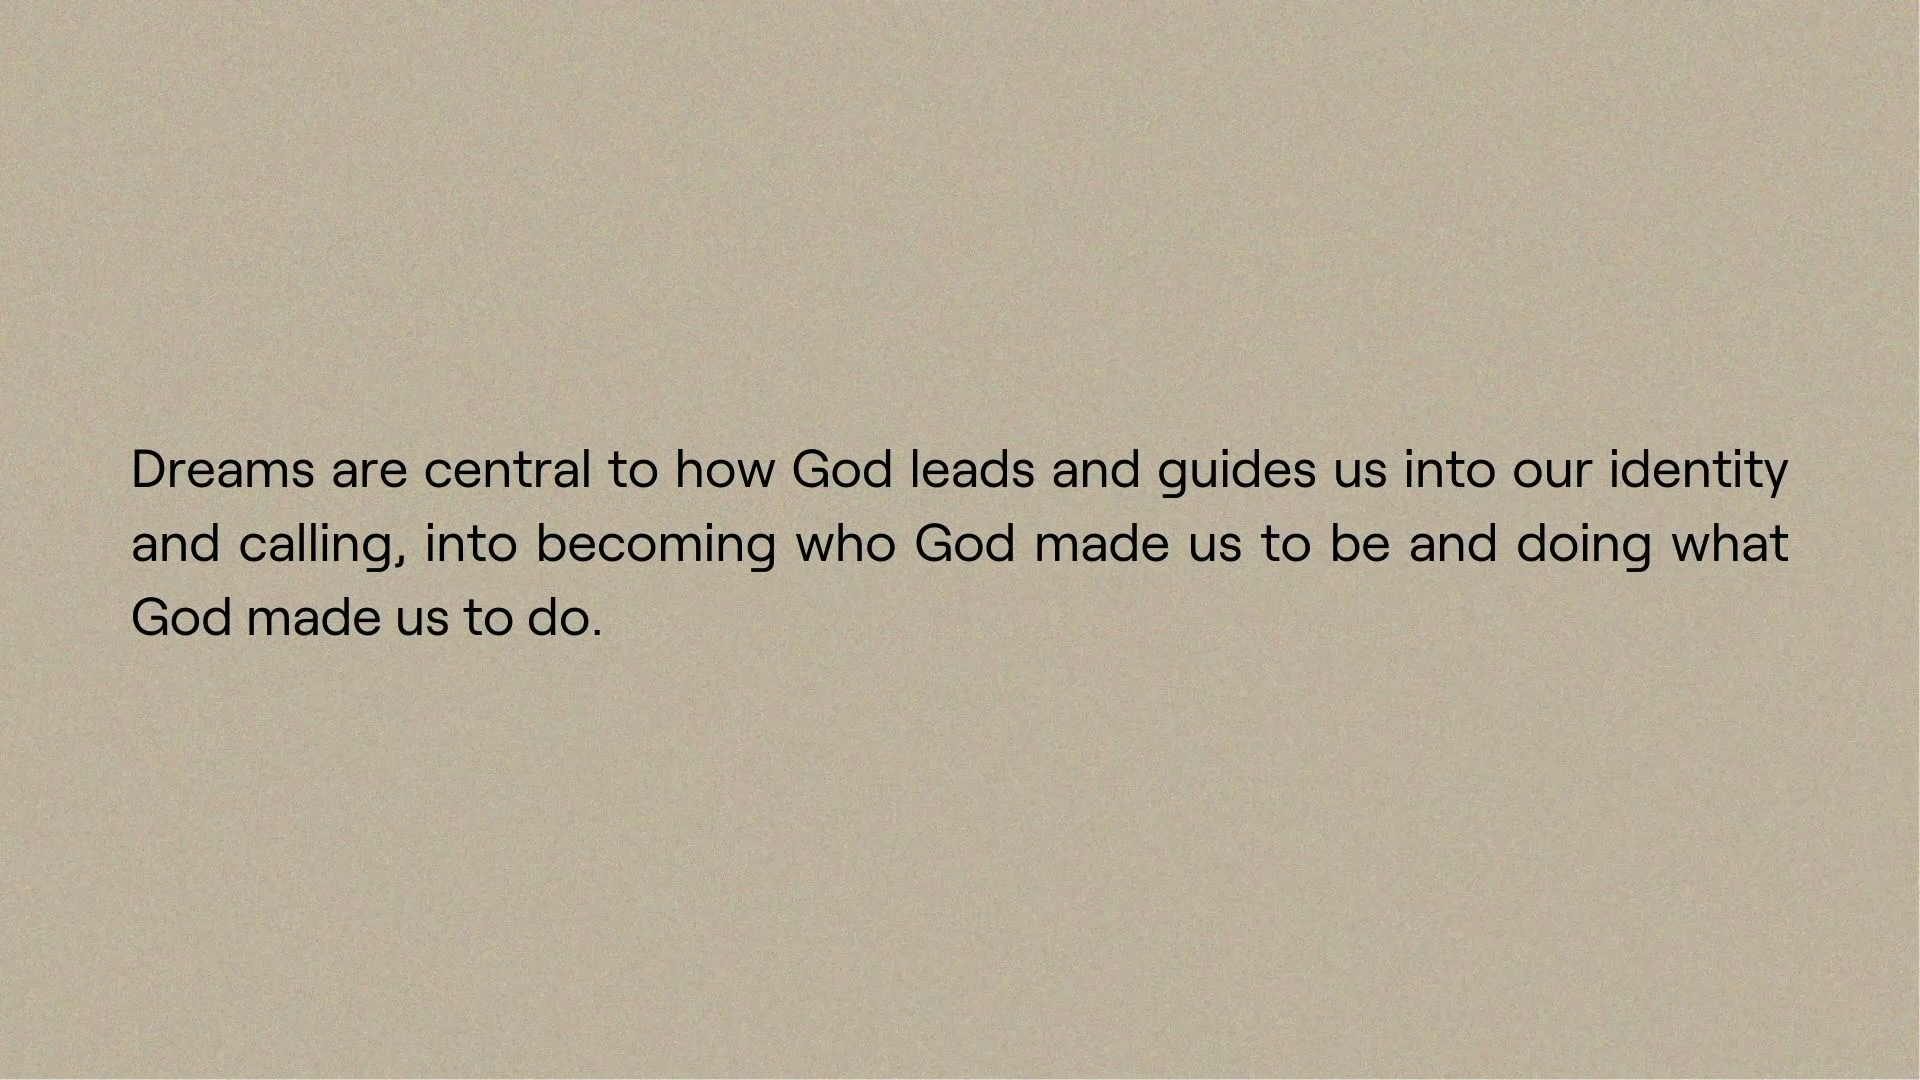 Dreams are central to how God leads and guides us into our identity
and calling, into becoming who God made us to be and doing what
God made us to do.